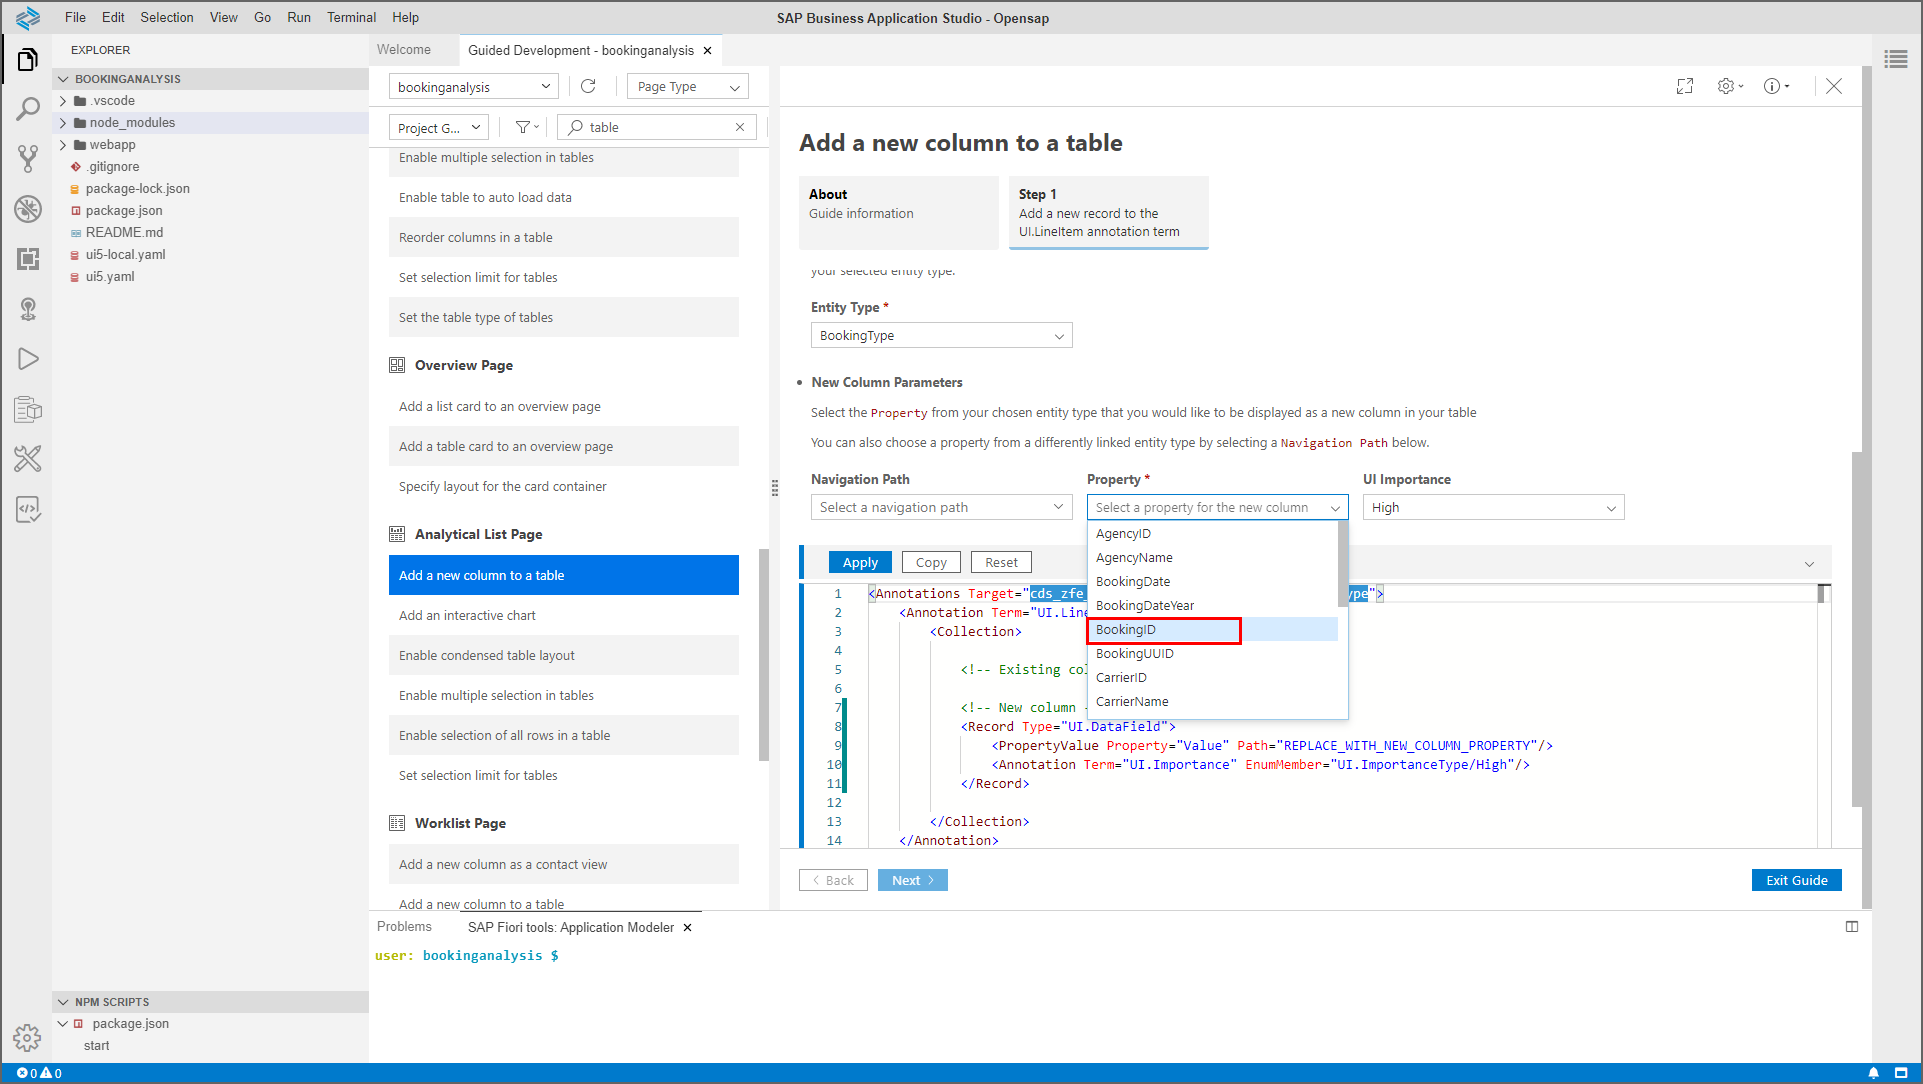 File Edit Selection View Go Run Terminal Help
SAP Business Application Studio - Opensap
EXPLORER
BOOKINGANALYSIS
.vscode
node_modules
webapp
.gitignore
package-lock.json
package.json
README.md
ui5-local.yaml
ui5.yaml
NPM SCRIPTS
package.json
start
Welcome
Guided Development - bookinganalysis
bookinganalysis
Page Type
Project G...
table
Enable multiple selection in tables
Enable table to auto load data
Reorder columns in a table
Set selection limit for tables
Set the table type of tables
Overview Page
Add a list card to an overview page
Add a table card to an overview page
Specify layout for the card container
Analytical List Page
Add a new column to a table
Add an interactive chart
Enable condensed table layout
Enable multiple selection in tables
Enable selection of all rows in a table
Set selection limit for tables
Worklist Page
Add a new column as a contact view
Add a new column to a table
Add a new column to a table
About
Guide information
Step 1
Add a new record to the
UI.LineItem annotation term
your selected entity type.
Entity Type *
BookingType
• New Column Parameters
Select the Property from your chosen entity type that you would like to be displayed as a new column in your table
You can also choose a property from a differently linked entity type by selecting a Navigation Path below.
Navigation Path
Select a navigation path
Property *
Select a property for the new column
UI Importance
High
AgencyID
AgencyName
BookingDate
BookingDateYear
BookingID
BookingUUID
CarrierID
CarrierName
Apply Copy Reset
1 <Annotations Target="cds_zfe_ ype">
2 <Annotation Term="UI.Line
3 <Collection>
4
5 <!-- Existing col
6
7 <!-- New column -
8 <Record Type="UI.DataField">
9 <PropertyValue Property="Value" Path="REPLACE_WITH_NEW_COLUMN_PROPERTY"/>
10 <Annotation Term="UI.Importance" EnumMember="UI.ImportanceType/High"/>
11 </Record>
12
13 </Collection>
14 </Annotation>
< Back
Next >
Exit Guide
Problems
SAP Fiori tools: Application Modeler
user: bookinganalysis $
0 0